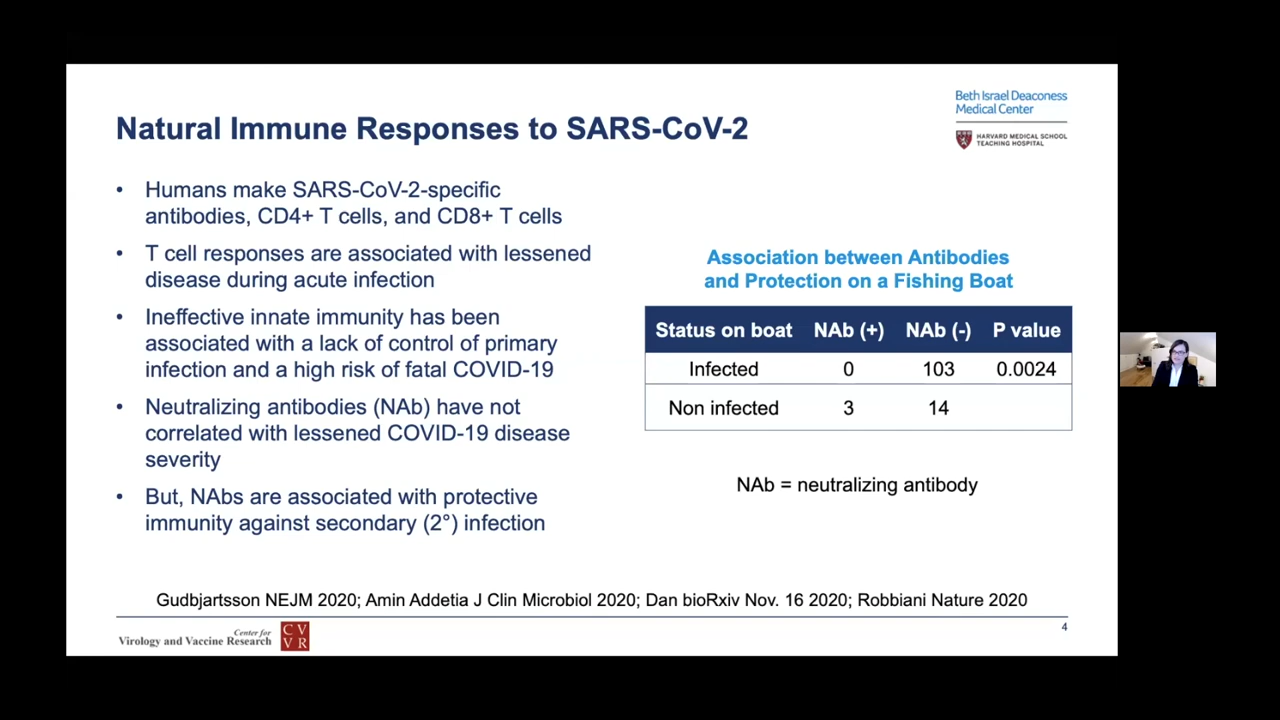 Beth Israel Deaconess
Medical Center
HARVARD MEDICAL SCHOOL
TEACHING HOSPITAL
Natural Immune Responses to SARS-CoV-2
• Humans make SARS-CoV-2-specific
antibodies, CD4+ T cells, and CD8+ T cells
• T cell responses are associated with lessened
disease during acute infection
• Ineffective innate immunity has been
associated with a lack of control of primary
infection and a high risk of fatal COVID-19
• Neutralizing antibodies (NAb) have not
correlated with lessened COVID-19 disease
severity
• But, NAbs are associated with protective
immunity against secondary (2°) infection
Association between Antibodies
and Protection on a Fishing Boat
Status on boat NAb (+) NAb (-) P value
Infected 0 103 0.0024
Non infected 3 14
NAb = neutralizing antibody
Gudbjartsson NEJM 2020; Amin Addetia J Clin Microbiol 2020; Dan bioRxiv Nov. 16 2020; Robbiani Nature 2020
Center for
Virology and Vaccine Research
C V
V R
4